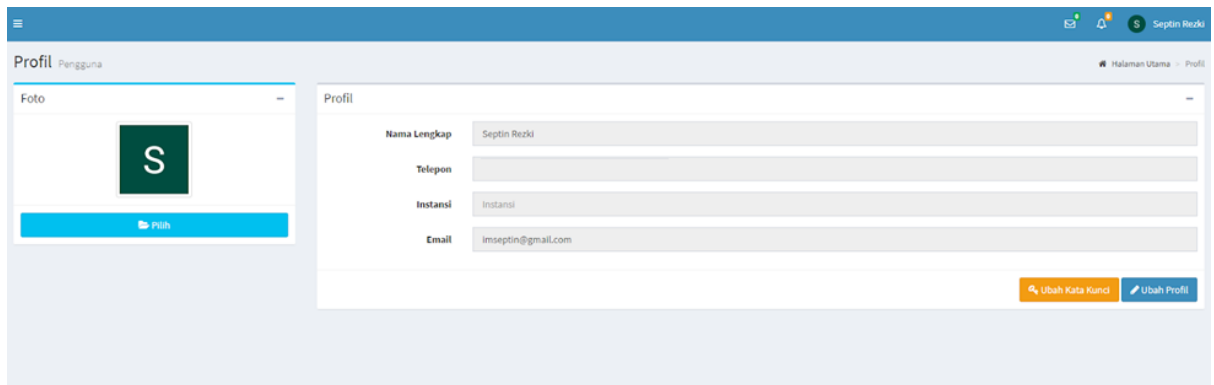 Septin Rezki
Profil Pengguna
Halaman Utama > Profil
Foto
S
Pilih
Profil
Nama Lengkap Septin Rezki
Telepon
Instansi Instansi
Email imseptin@gmail.com
Ubah Kata Kunci Ubah Profil